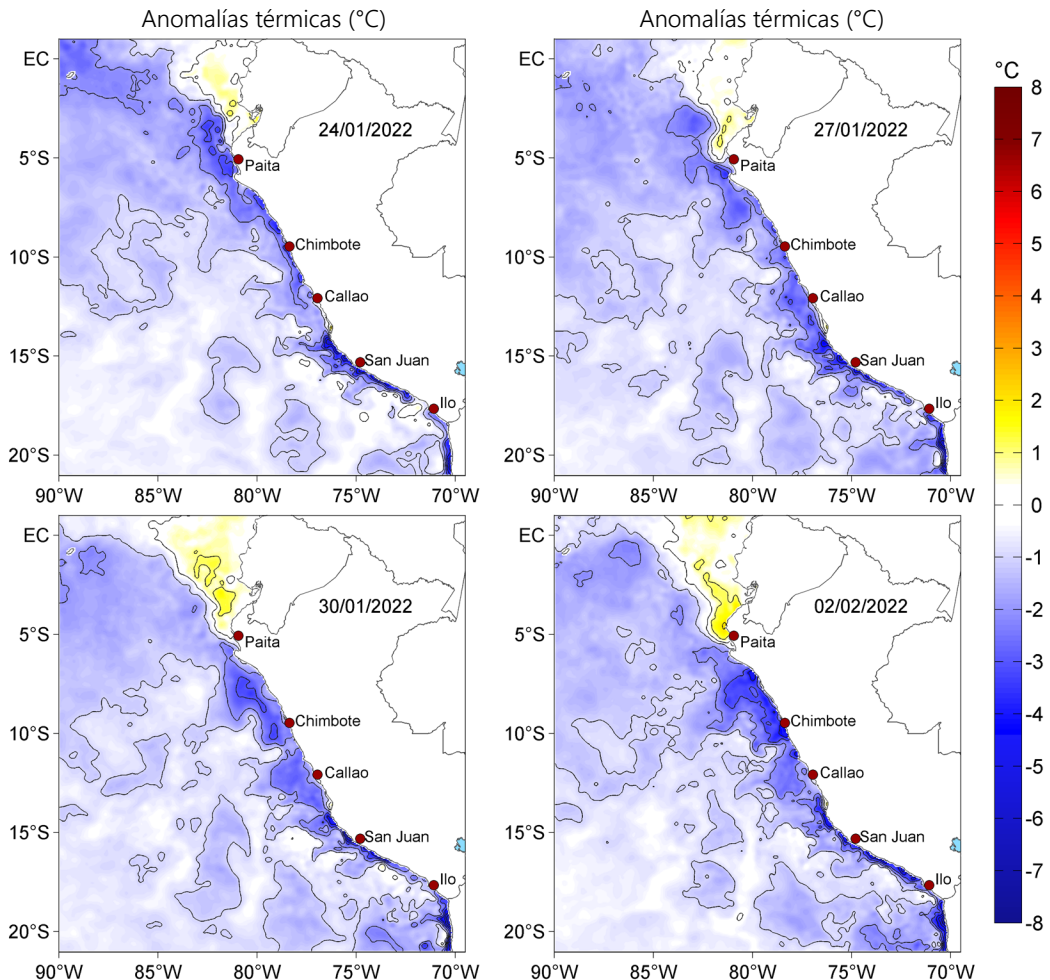 Anomalías térmicas (°C)
Anomalías térmicas (°C)
EC
5°S
10°S
15°S
20°S
90°W
85°W
80°W
75°W
70°W
24/01/2022
Paita
Chimbote
Callao
San Juan
Ilo
EC
5°S
10°S
15°S
20°S
90°W
85°W
80°W
75°W
70°W
27/01/2022
Paita
Chimbote
Callao
San Juan
Ilo
°C
8
7
6
5
4
3
2
1
0
-1
-2
-3
-4
-5
-6
-7
-8
EC
5°S
10°S
15°S
20°S
90°W
85°W
80°W
75°W
70°W
30/01/2022
Paita
Chimbote
Callao
San Juan
Ilo
EC
5°S
10°S
15°S
20°S
90°W
85°W
80°W
75°W
70°W
02/02/2022
Paita
Chimbote
Callao
San Juan
Ilo